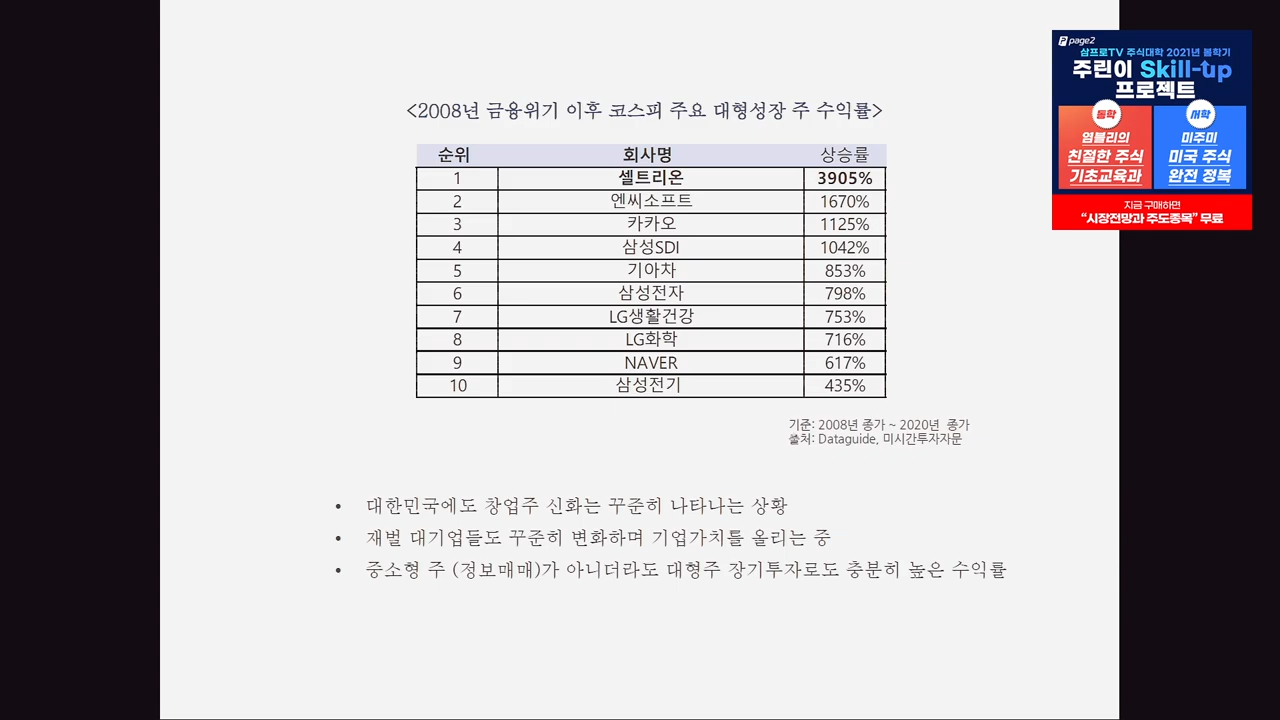 <2008년 금융위기 이후 코스피 주요 대형성장 주 수익률>
순위 회사명 상승률
1 셀트리온 3905%
2 엔씨소프트 1670%
3 카카오 1125%
4 삼성SDI 1042%
5 기아차 853%
6 삼성전자 798%
7 LG생활건강 753%
8 LG화학 716%
9 NAVER 617%
10 삼성전기 435%
기준: 2008년 종가 ~ 2020년 종가
출처: Dataguide, 미시간투자자문
• 대한민국에도 창업주 신화는 꾸준히 나타나는 상황
• 재벌 대기업들도 꾸준히 변화하며 기업가치를 올리는 중
• 중소형 주 (정보매매)가 아니더라도 대형주 장기투자로도 충분히 높은 수익률
page2
삼프로TV 주식대학 2021년 봄학기
주린이 Skill-up
프로젝트
동학
염블리의
친절한 주식
기초교육과
서학
미주미
미국 주식
완전 정복
지금 구매하면
“시장전망과 주도종목” 무료